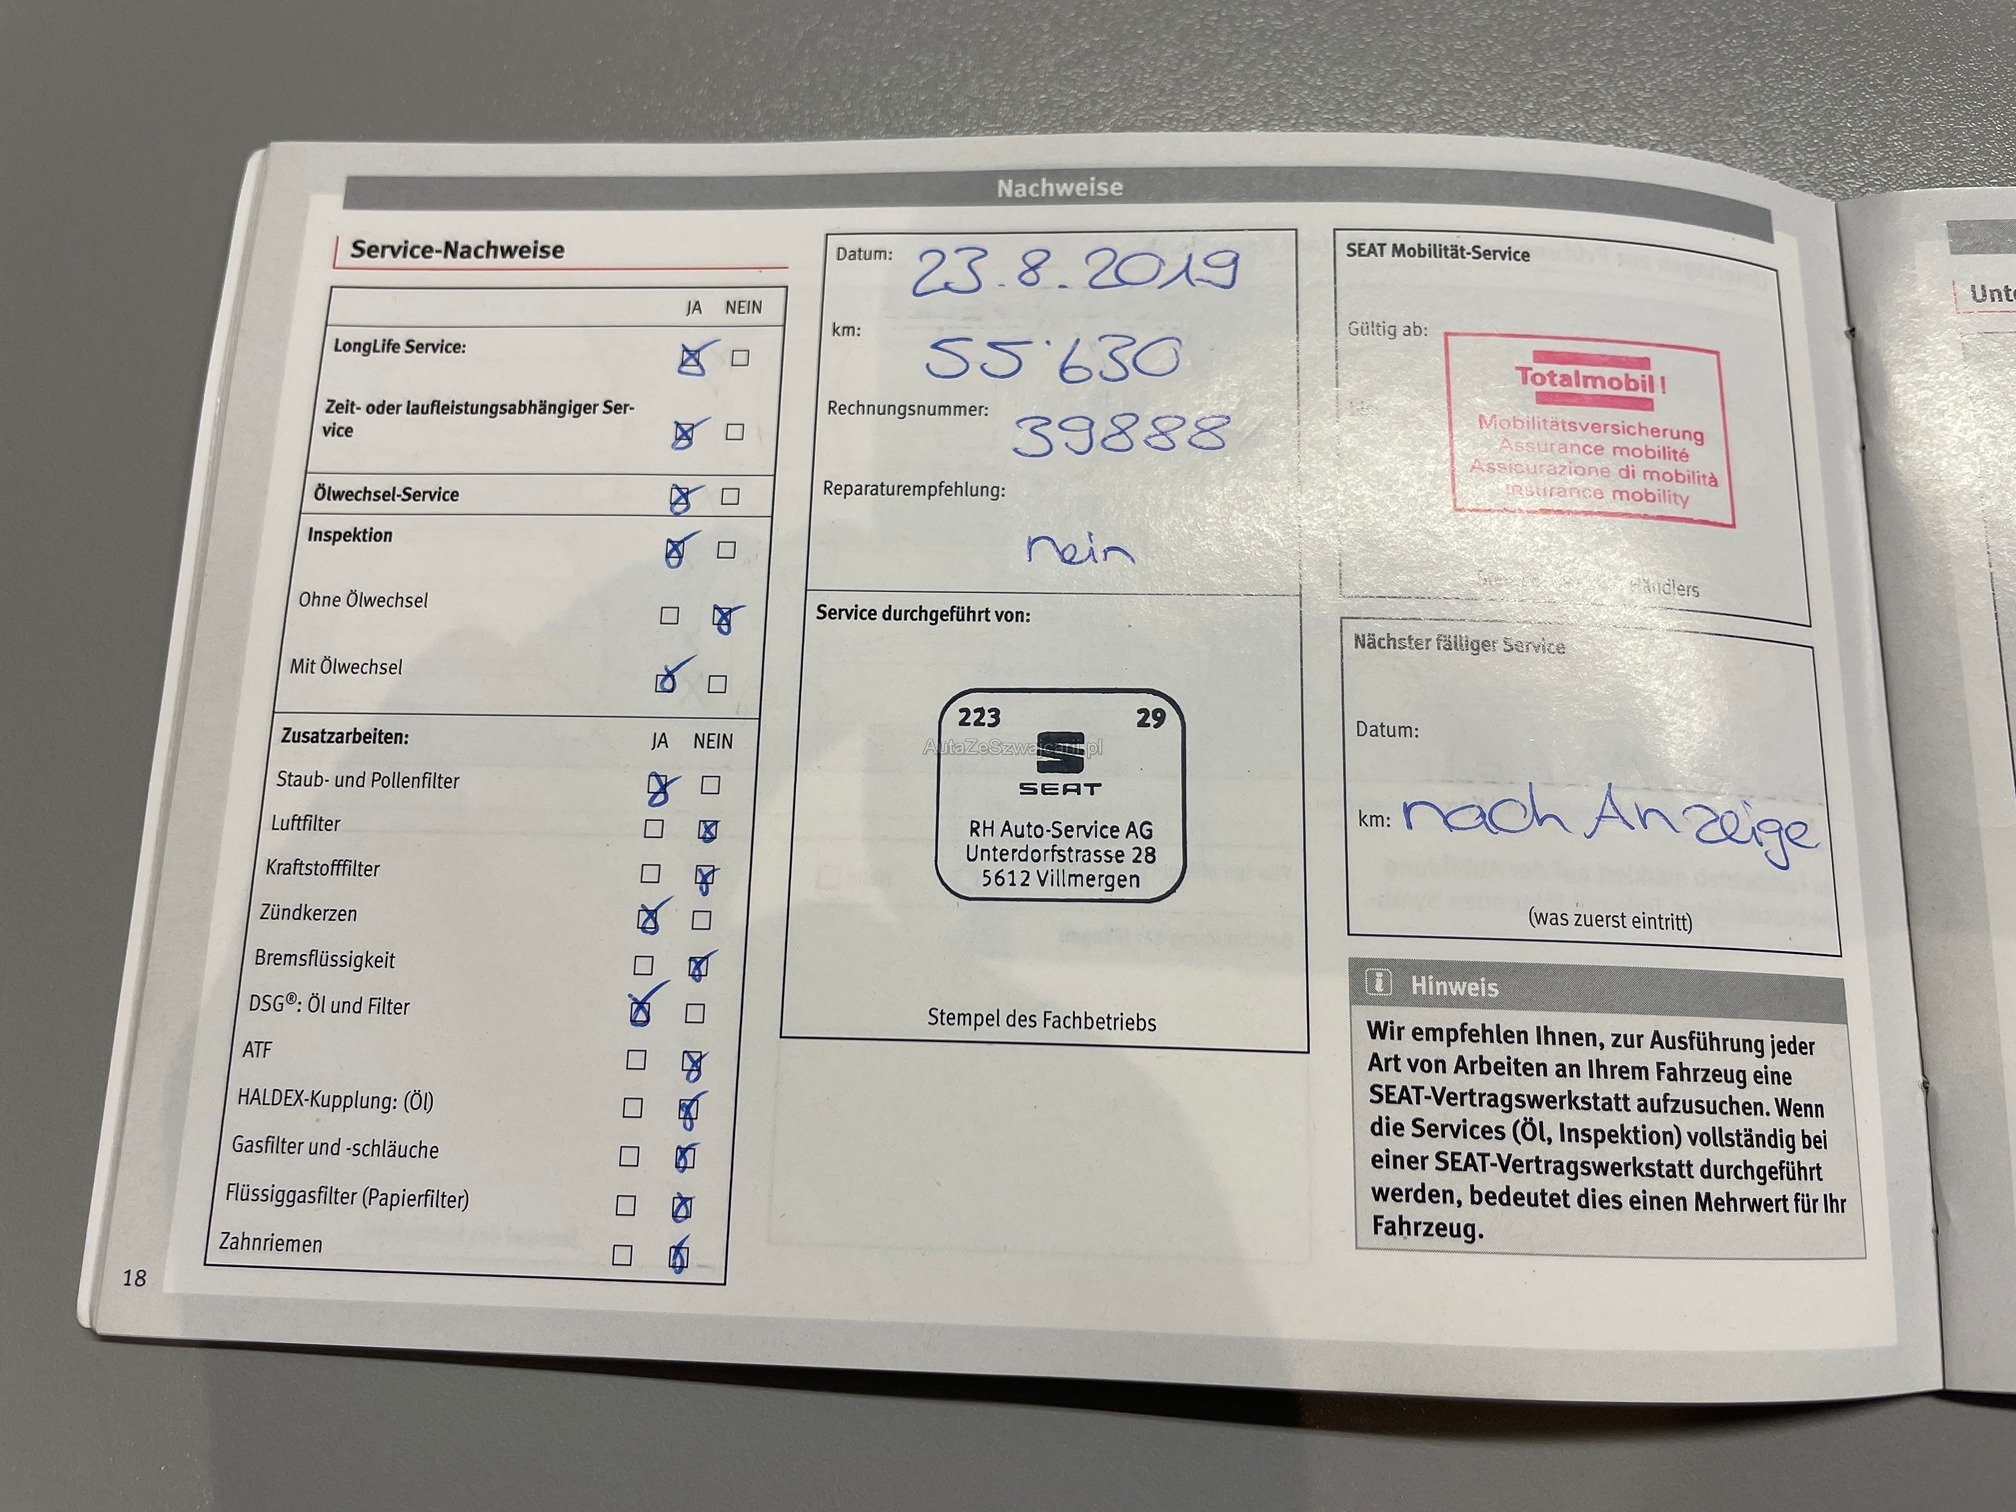 Nachweise
Service-Nachweise
JA NEIN
LongLife Service:
Zeit- oder laufleistungsabhängiger Ser-
vice
Ölwechsel-Service
Inspektion
Ohne Ölwechsel
Mit Ölwechsel
Zusatzarbeiten: JA NEIN
Staub- und Pollenfilter
Luftfilter
Kraftstofffilter
Zündkerzen
Bremsflüssigkeit
DSG®: Öl und Filter
ATF
HALDEX-Kupplung: (Öl)
Gasfilter und -schläuche
Flüssiggasfilter (Papierfilter)
Zahnriemen
18
Datum: 23.8.2019
km: 55'630
Rechnungsnummer: 39888
Reparaturempfehlung:
nein
Service durchgeführt von:
223 29
AutaZeSzwajcarii.pl
SEAT
RH Auto-Service AG
Unterdorfstrasse 28
5612 Villmergen
Stempel des Fachbetriebs
SEAT Mobilität-Service
Gültig ab:
Totalmobil!
Mobilitätsversicherung
Assurance mobilité
Assicurazione di mobilità
Insurance mobility
Händlers
Nächster fälliger Service
Datum:
km: nach Anzeige
(was zuerst eintritt)
Hinweis
Wir empfehlen Ihnen, zur Ausführung jeder
Art von Arbeiten an Ihrem Fahrzeug eine
SEAT-Vertragswerkstatt aufzusuchen. Wenn
die Services (Öl, Inspektion) vollständig bei
einer SEAT-Vertragswerkstatt durchgeführt
werden, bedeutet dies einen Mehrwert für Ihr
Fahrzeug.
Unte